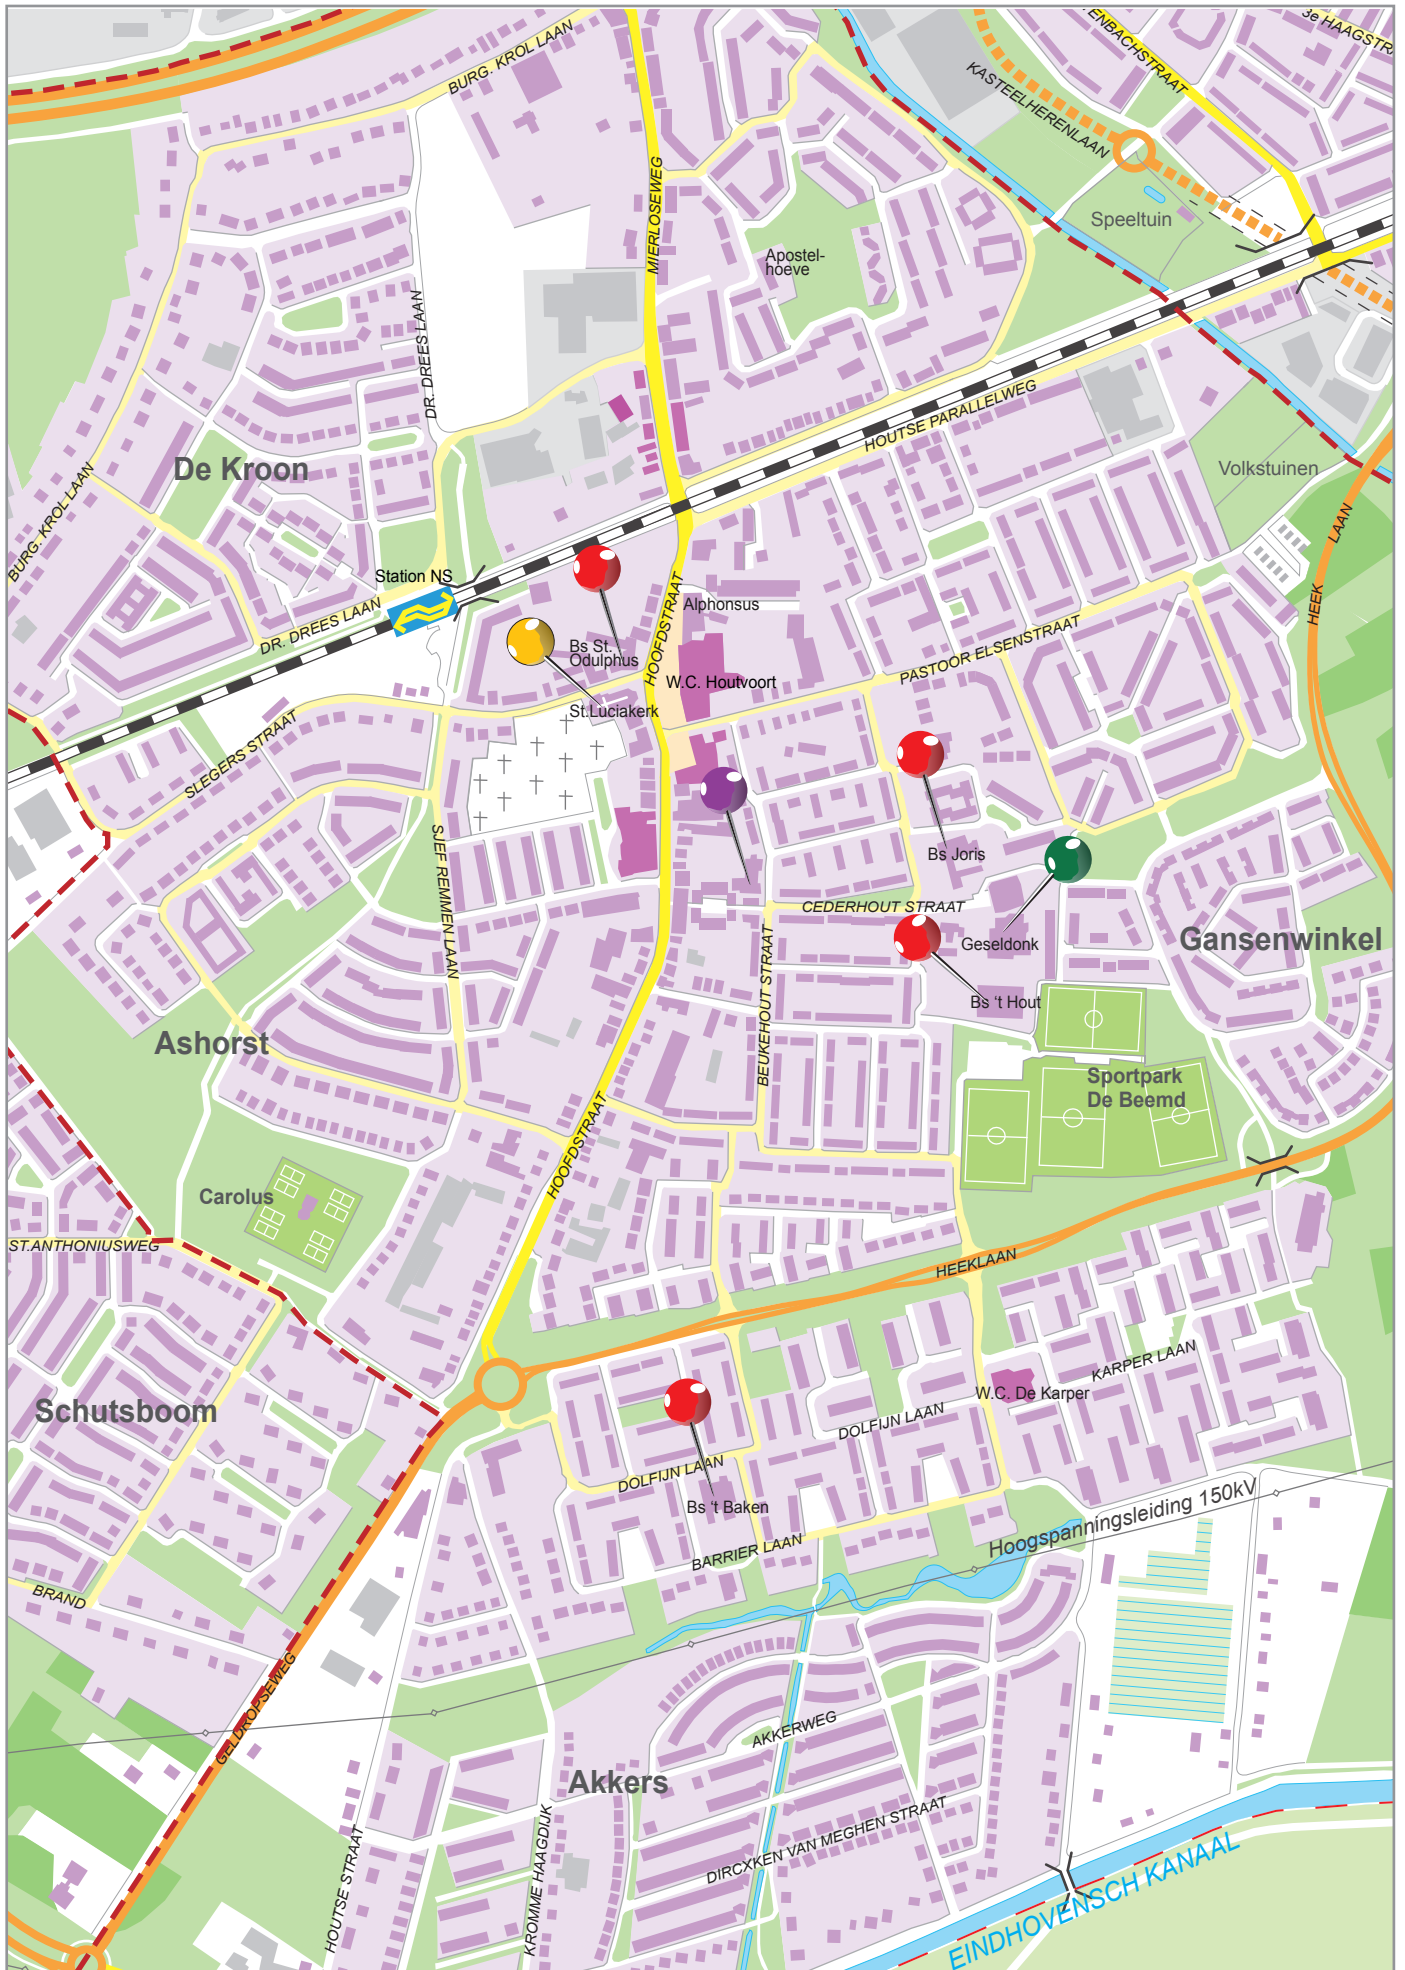 BURG. KROL LAAN
TENBACHSTRAAT
3e HAAGSTR
KASTEELHERENLAAN
MIERLOSEWEG
Speeltuin
Apostel-
hoeve
DR. DREES LAAN
HOUTSE PARALLELWEG
De Kroon
Volkstuinen
BURG. KROL LAAN
HEEK
LAAN
Station NS
DR. DREES LAAN
Alphonsus
HOOFDSTRAAT
Bs St.
Odulphus
PASTOOR ELSENSTRAAT
W.C. Houtvoort
St.Luciakerk
SLEGERS STRAAT
SJEF REMMEN LAAN
Bs Joris
CEDERHOUT STRAAT
Geseldonk
Gansenwinkel
BEUKEHOUT STRAAT
Bs ‘t Hout
Ashorst
Sportpark
De Beemd
HOOFDSTRAAT
Carolus
ST.ANTHONIUSWEG
HEEKLAAN
KARPER LAAN
W.C. De Karper
Schutsboom
DOLFIJN LAAN
DOLFIJN LAAN
Bs ‘t Baken
Hoogspanningsleiding 150kV
BARRIER LAAN
BRAND
GELDROPSEWEG
AKKERWEG
Akkers
DIRCXKEN VAN MEGHEN STRAAT
HOUTSE STRAAT
KROMME HAAGDIJK
EINDHOVENSCH KANAAL